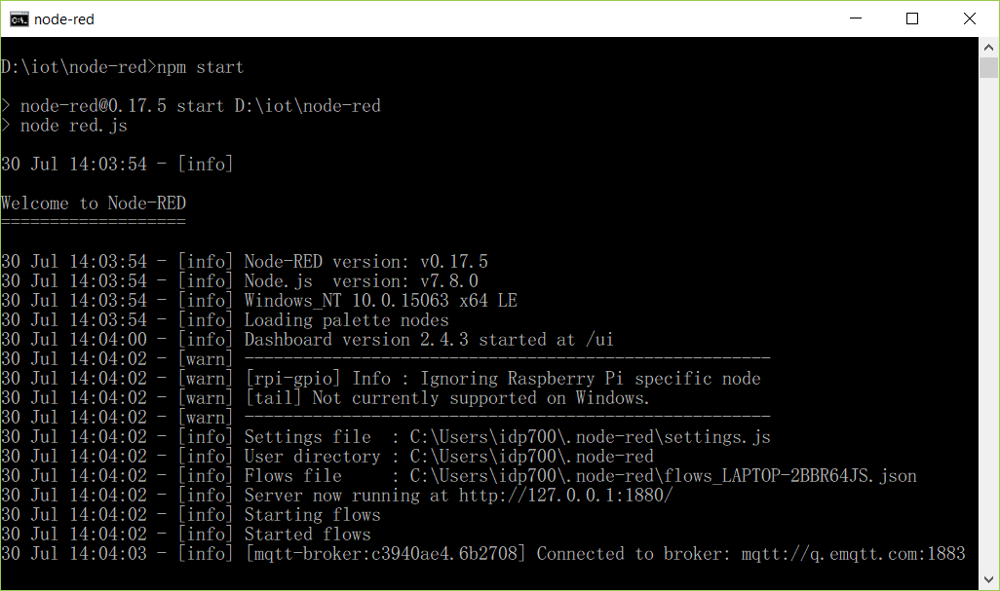 node-red
D:\iot\node-red>npm start
> node-red@0.17.5 start D:\iot\node-red
> node red.js
30 Jul 14:03:54 - [info]
Welcome to Node-RED
===================
30 Jul 14:03:54 - [info] Node-RED version: v0.17.5
30 Jul 14:03:54 - [info] Node.js  version: v7.8.0
30 Jul 14:03:54 - [info] Windows_NT 10.0.15063 x64 LE
30 Jul 14:03:54 - [info] Loading palette nodes
30 Jul 14:04:00 - [info] Dashboard version 2.4.3 started at /ui
30 Jul 14:04:02 - [warn] ------------------------------------------------------
30 Jul 14:04:02 - [warn] [rpi-gpio] Info : Ignoring Raspberry Pi specific node
30 Jul 14:04:02 - [warn] [tail] Not currently supported on Windows.
30 Jul 14:04:02 - [warn] ------------------------------------------------------
30 Jul 14:04:02 - [info] Settings file  : C:\Users\idp700\.node-red\settings.js
30 Jul 14:04:02 - [info] User directory : C:\Users\idp700\.node-red
30 Jul 14:04:02 - [info] Flows file     : C:\Users\idp700\.node-red\flows_LAPTOP-2BBR64JS.json
30 Jul 14:04:02 - [info] Server now running at http://127.0.0.1:1880/
30 Jul 14:04:02 - [info] Starting flows
30 Jul 14:04:02 - [info] Started flows
30 Jul 14:04:03 - [info] [mqtt-broker:c3940ae4.6b2708] Connected to broker: mqtt://q.emqtt.com:1883